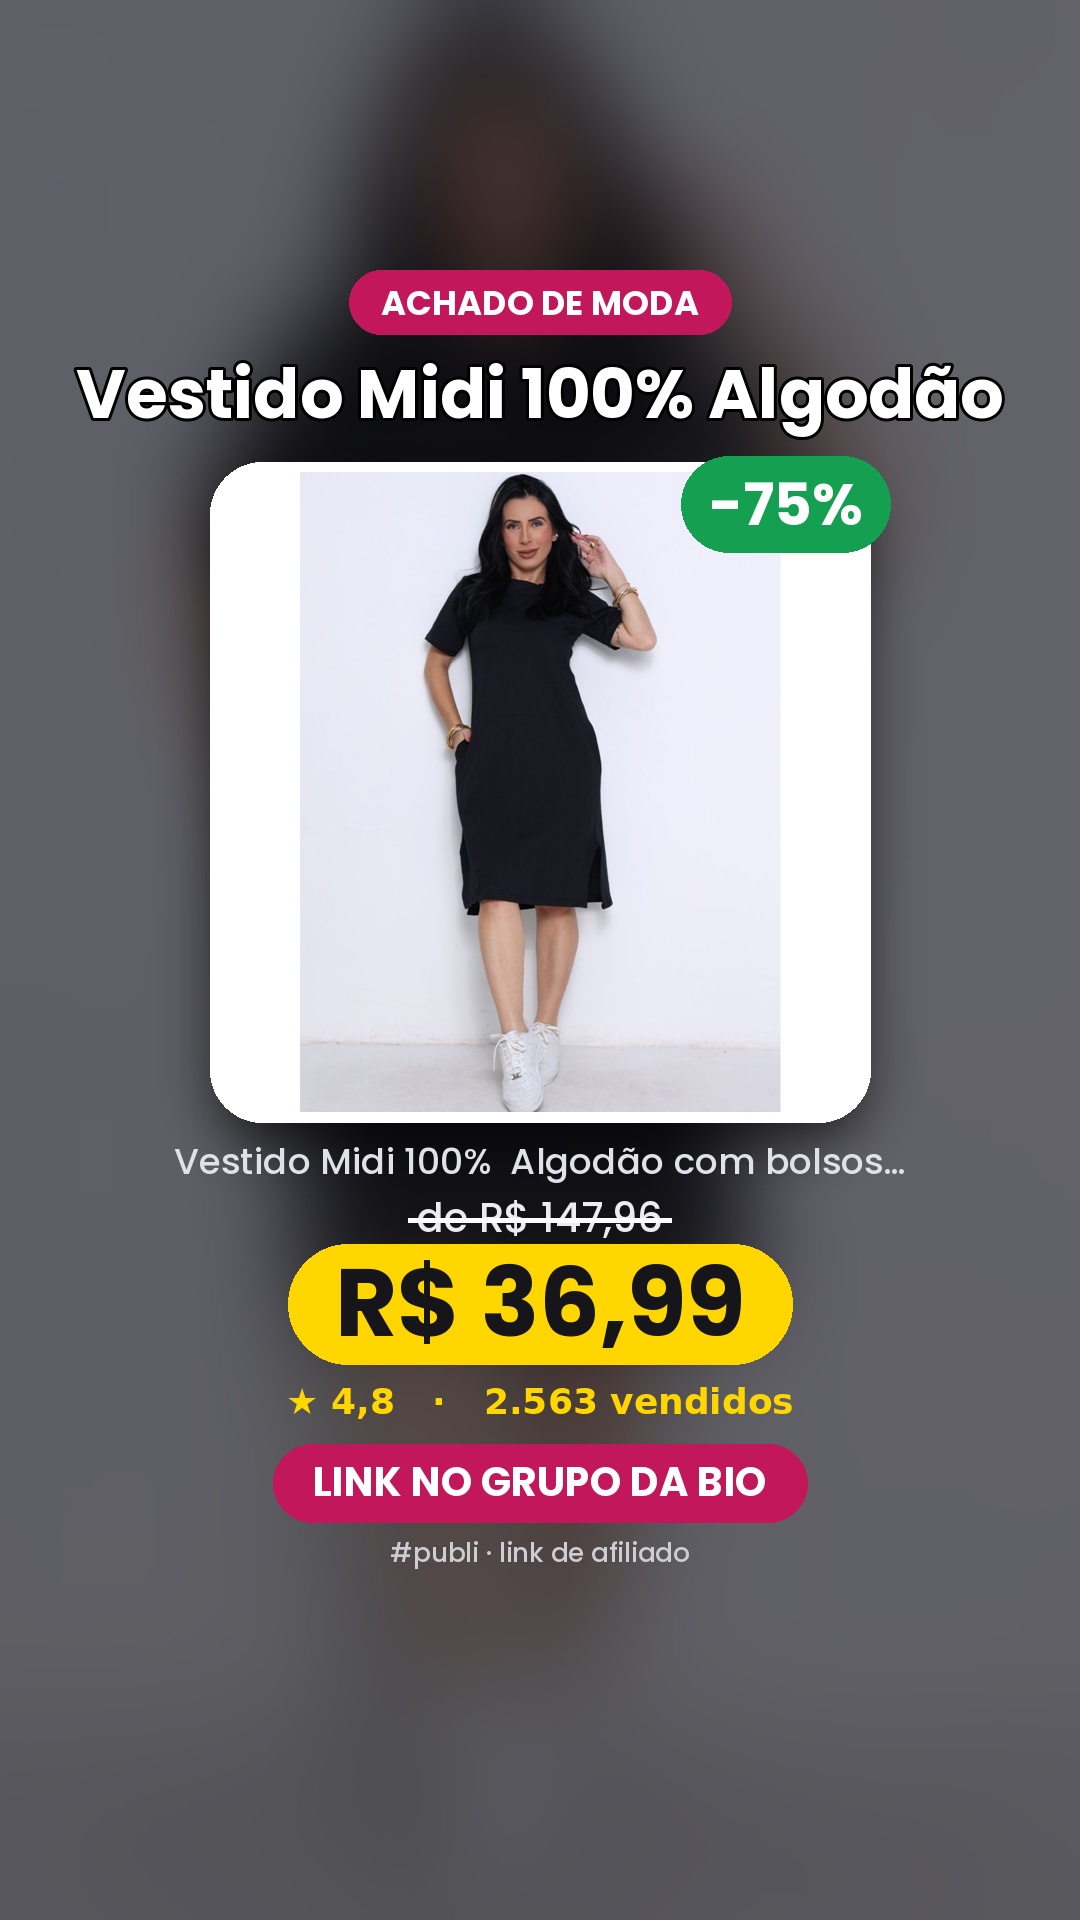 ACHADO DE MODA
Vestido Midi 100% Algodão
-75%
Vestido Midi 100% Algodão com bolsos...
de R$ 147,96
R$ 36,99
★ 4,8 · 2.563 vendidos
LINK NO GRUPO DA BIO
#publi · link de afiliado